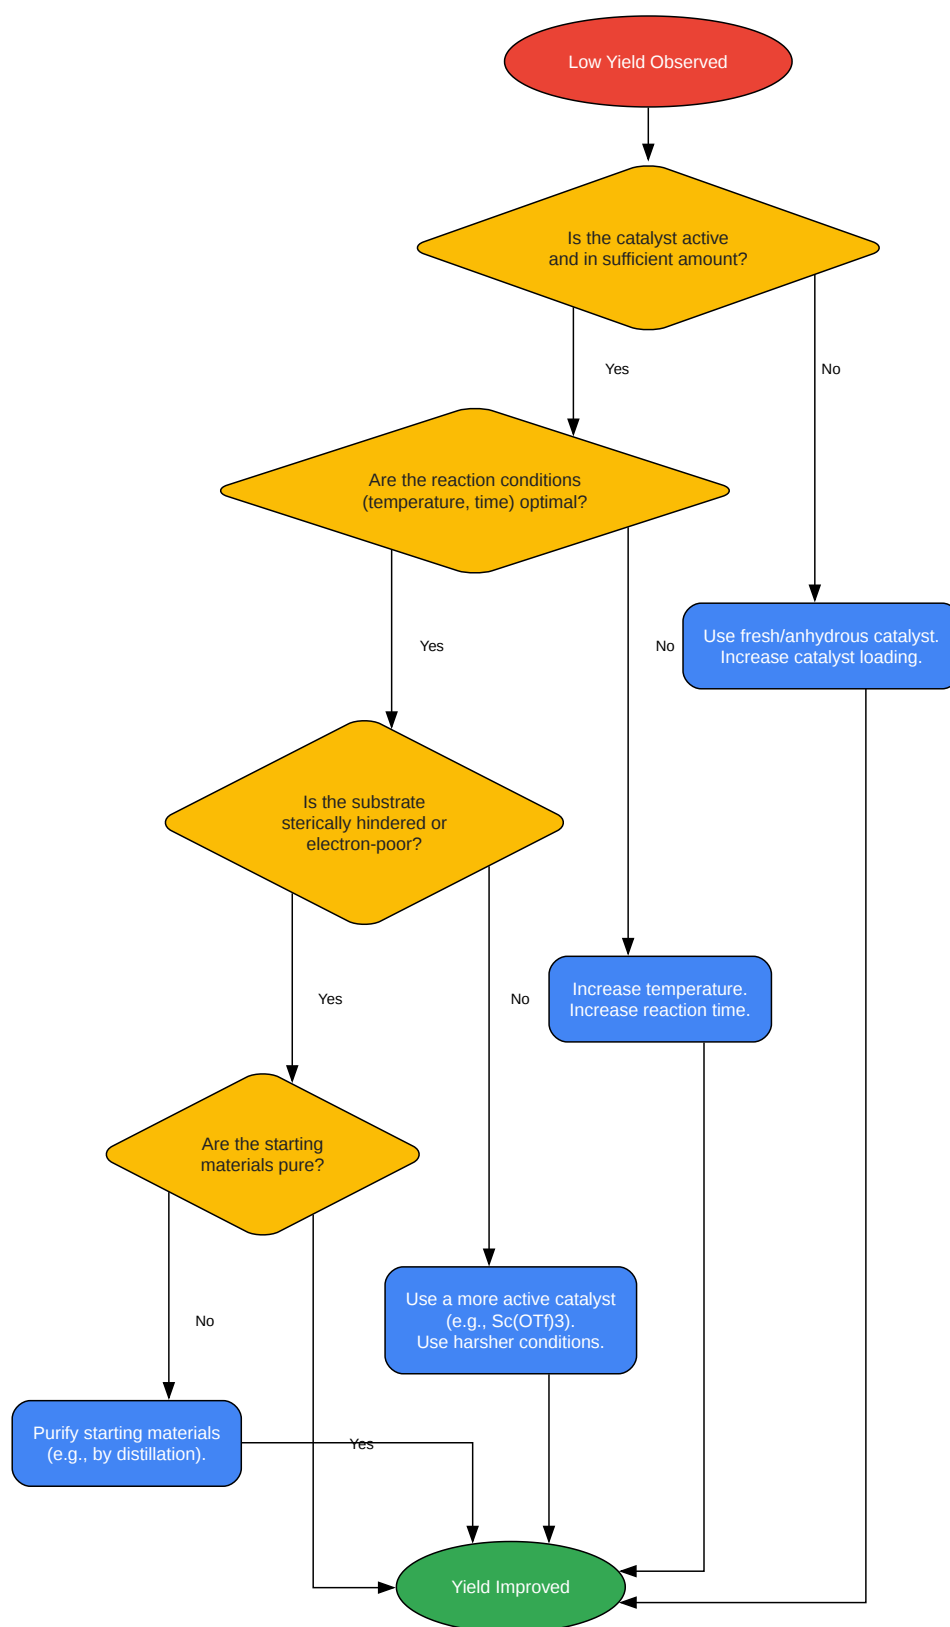 Low Yield Observed
Is the catalyst active
and in sufficient amount?
Yes
No
Are the reaction conditions
(temperature, time) optimal?
Yes
No
Use fresh/anhydrous catalyst.
Increase catalyst loading.
Is the substrate
sterically hindered or
electron-poor?
Yes
No
Increase temperature.
Increase reaction time.
Are the starting
materials pure?
No
Use a more active catalyst
(e.g., Sc(OTf)3).
Use harsher conditions.
Purify starting materials
(e.g., by distillation).
Yes
Yield Improved